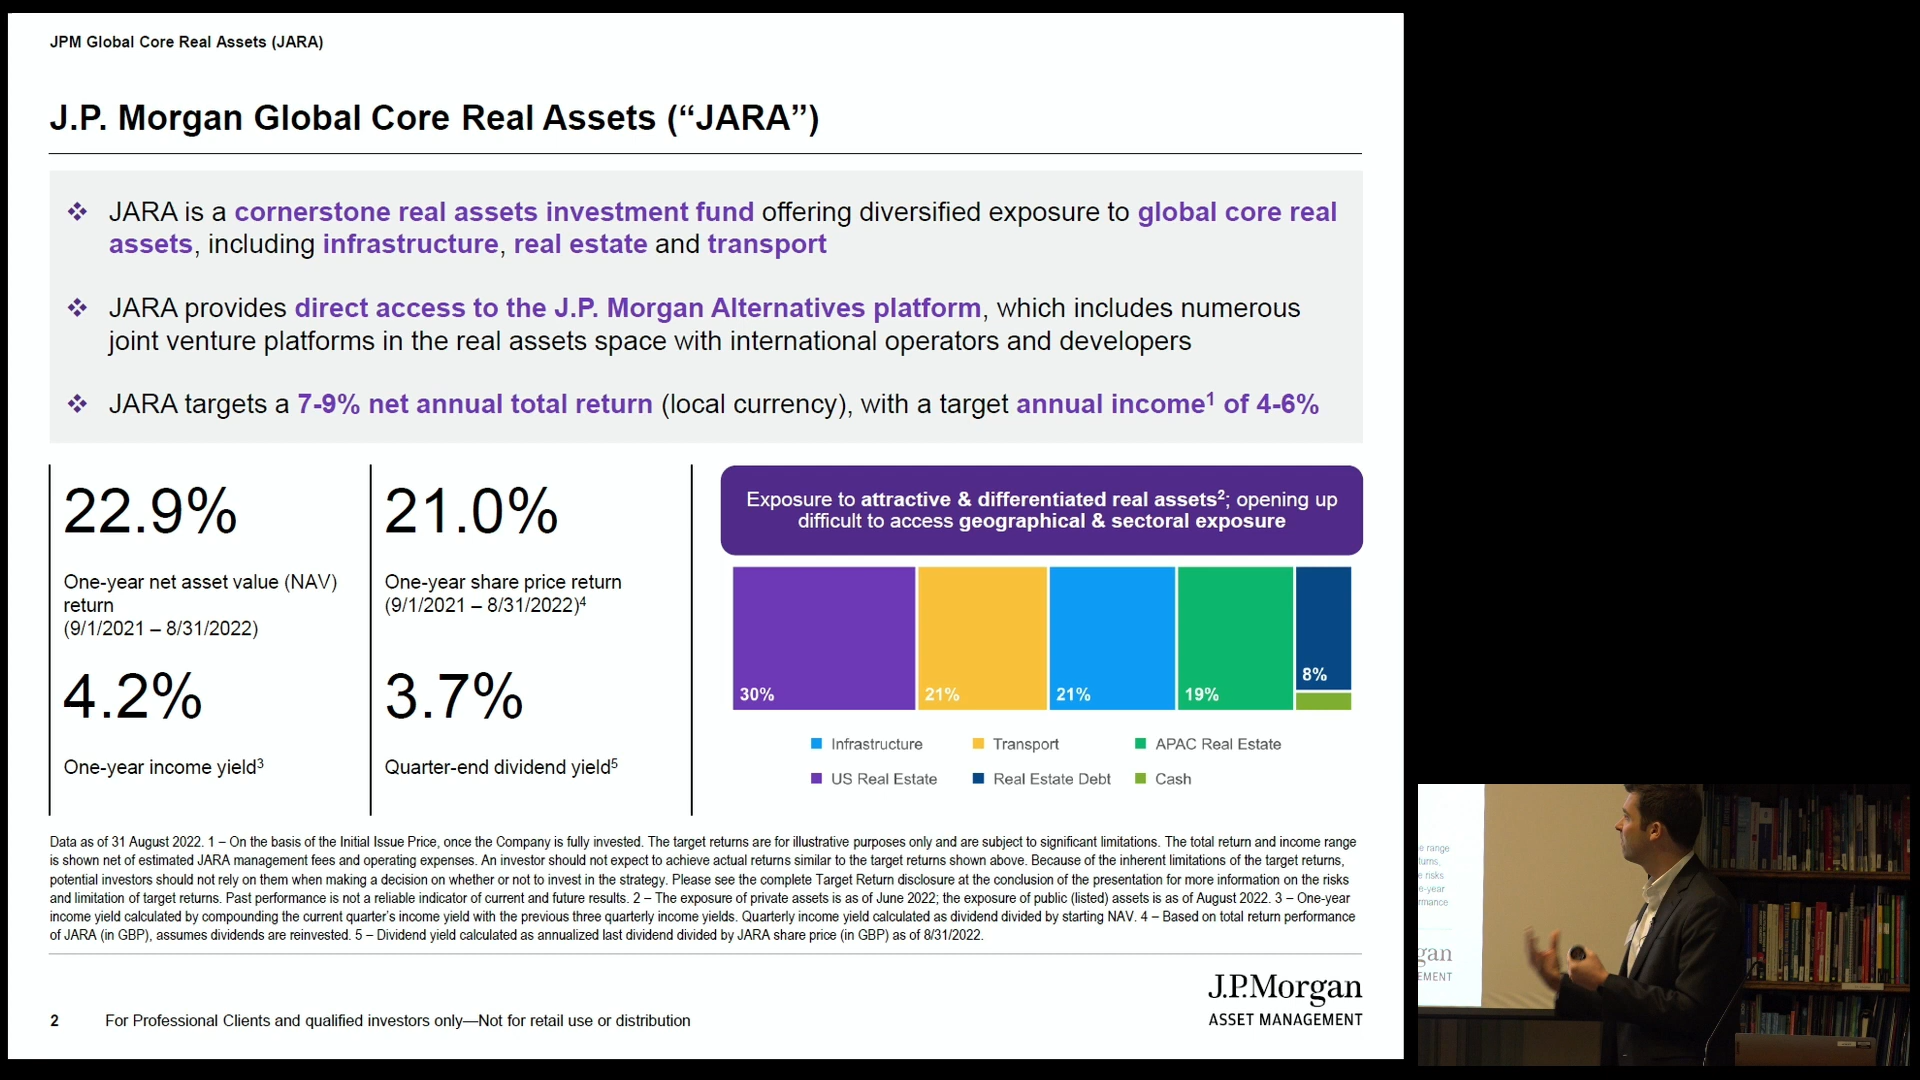 JPM Global Core Real Assets (JARA)
J.P. Morgan Global Core Real Assets (“JARA”)
❖ JARA is a cornerstone real assets investment fund offering diversified exposure to global core real
assets, including infrastructure, real estate and transport
❖ JARA provides direct access to the J.P. Morgan Alternatives platform, which includes numerous
joint venture platforms in the real assets space with international operators and developers
❖ JARA targets a 7-9% net annual total return (local currency), with a target annual income¹ of 4-6%
22.9%
One-year net asset value (NAV)
return
(9/1/2021 – 8/31/2022)
21.0%
One-year share price return
(9/1/2021 – 8/31/2022)⁴
4.2%
One-year income yield³
3.7%
Quarter-end dividend yield⁵
Exposure to attractive & differentiated real assets²; opening up
difficult to access geographical & sectoral exposure
30%
21%
21%
19%
8%
Infrastructure
Transport
APAC Real Estate
US Real Estate
Real Estate Debt
Cash
Data as of 31 August 2022. 1 – On the basis of the Initial Issue Price, once the Company is fully invested. The target returns are for illustrative purposes only and are subject to significant limitations. The total return and income range
is shown net of estimated JARA management fees and operating expenses. An investor should not expect to achieve actual returns similar to the target returns shown above. Because of the inherent limitations of the target returns,
potential investors should not rely on them when making a decision on whether or not to invest in the strategy. Please see the complete Target Return disclosure at the conclusion of the presentation for more information on the risks
and limitation of target returns. Past performance is not a reliable indicator of current and future results. 2 – The exposure of private assets is as of June 2022; the exposure of public (listed) assets is as of August 2022. 3 – One-year
income yield calculated by compounding the current quarter's income yield with the previous three quarterly income yields. Quarterly income yield calculated as dividend divided by starting NAV. 4 – Based on total return performance
of JARA (in GBP), assumes dividends are reinvested. 5 – Dividend yield calculated as annualized last dividend divided by JARA share price (in GBP) as of 8/31/2022.
2
For Professional Clients and qualified investors only—Not for retail use or distribution
J.P.Morgan
ASSET MANAGEMENT
e range
risks
e-year
rmance
gan
EMENT